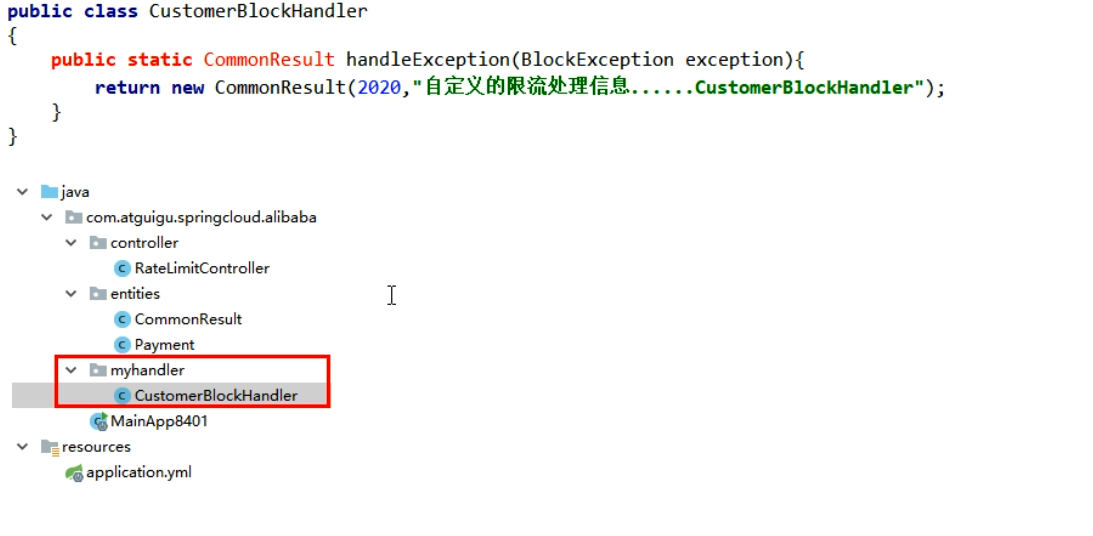 public class CustomerBlockHandler
{
public static CommonResult handleException(BlockException exception){
return new CommonResult(2020,"自定义的限流处理信息......CustomerBlockHandler");
}
}
java
com.atguigu.springcloud.alibaba
controller
RateLimitController
entities
CommonResult
Payment
myhandler
CustomerBlockHandler
MainApp8401
resources
application.yml